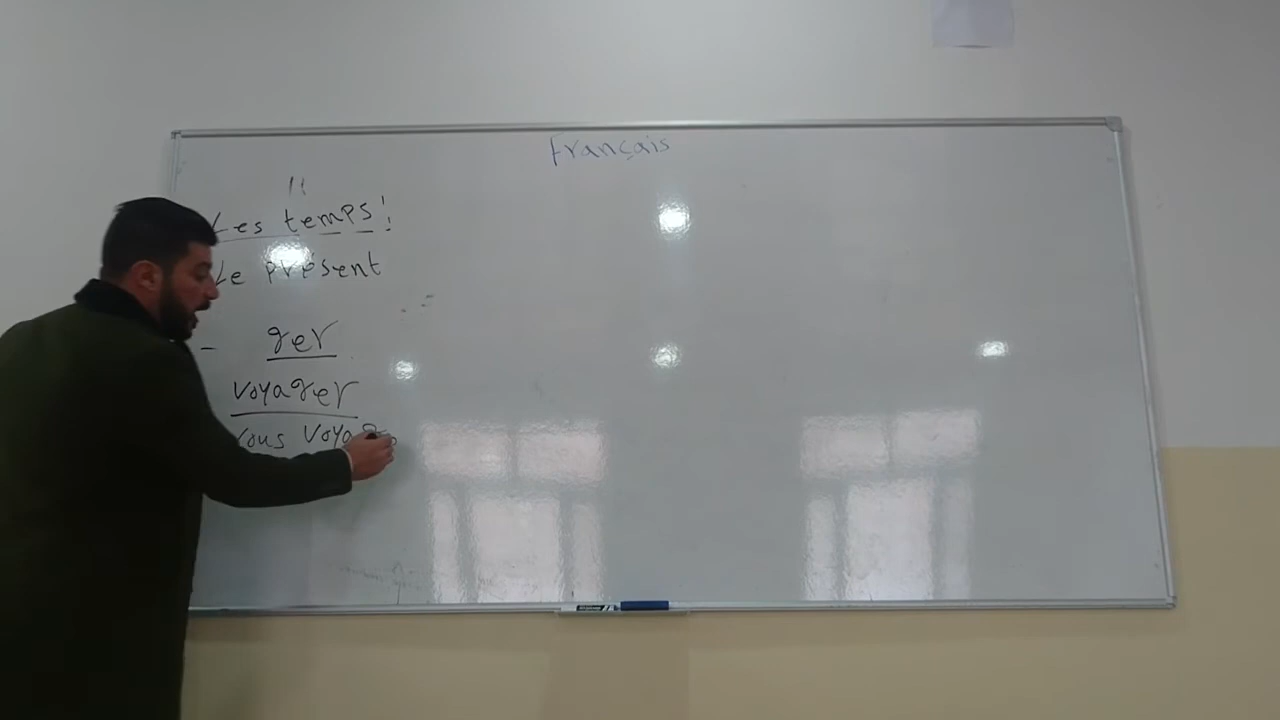 Français
Les temps:
Le présent
- ger
voyager